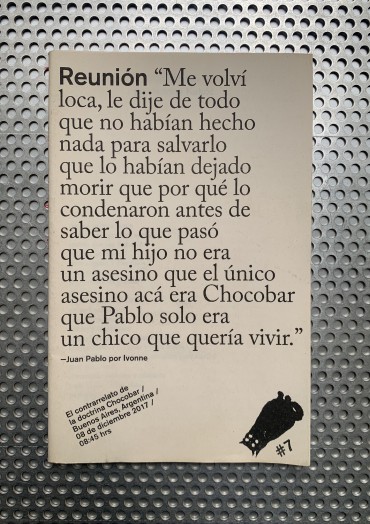 Reunión “Me volví
loca, le dije de todo
que no habían hecho
nada para salvarlo
que lo habían dejado
morir que por qué lo
condenaron antes de
saber lo que pasó
que mi hijo no era
un asesino que el único
asesino acá era Chocobar
que Pablo solo era
un chico que quería vivir.”
—Juan Pablo por Ivonne
El contrarrelato de
la doctrina Chocobar /
Buenos Aires, Argentina /
08 de diciembre 2017 /
08:45 hrs
#7